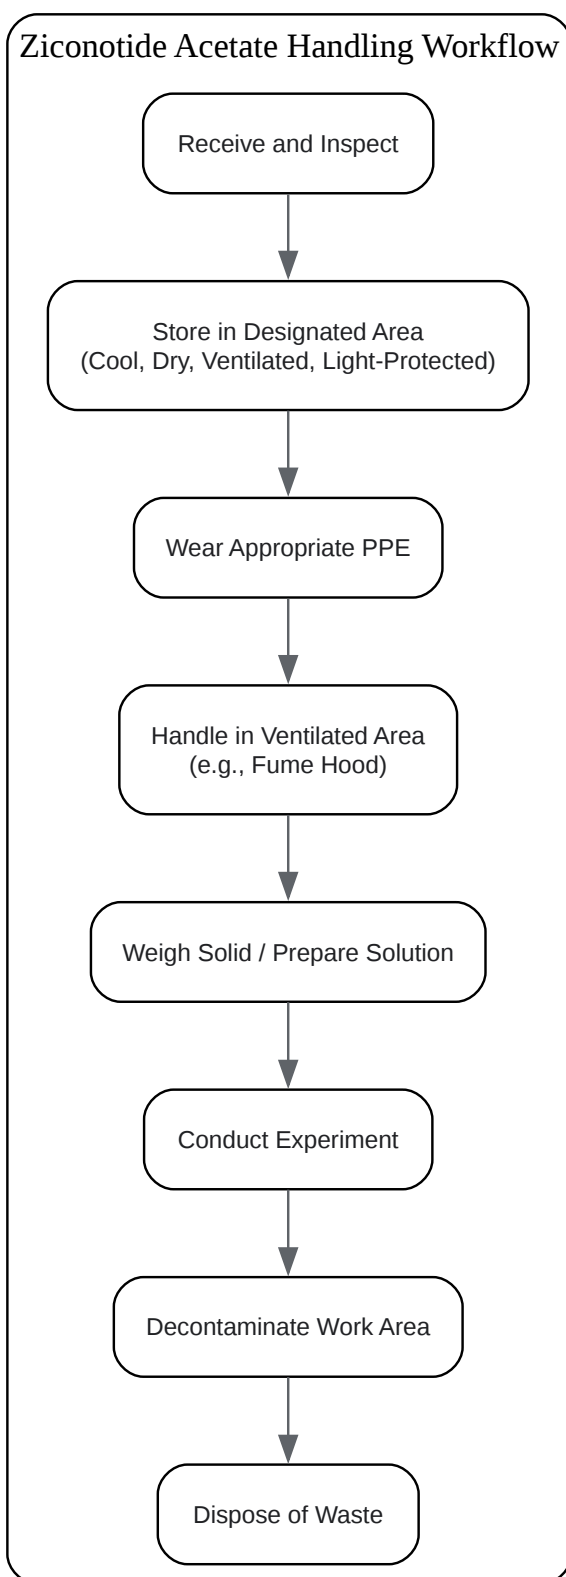 Ziconotide Acetate Handling Workflow
Receive and Inspect
Store in Designated Area
(Cool, Dry, Ventilated, Light-Protected)
Wear Appropriate PPE
Handle in Ventilated Area
(e.g., Fume Hood)
Weigh Solid / Prepare Solution
Conduct Experiment
Decontaminate Work Area
Dispose of Waste